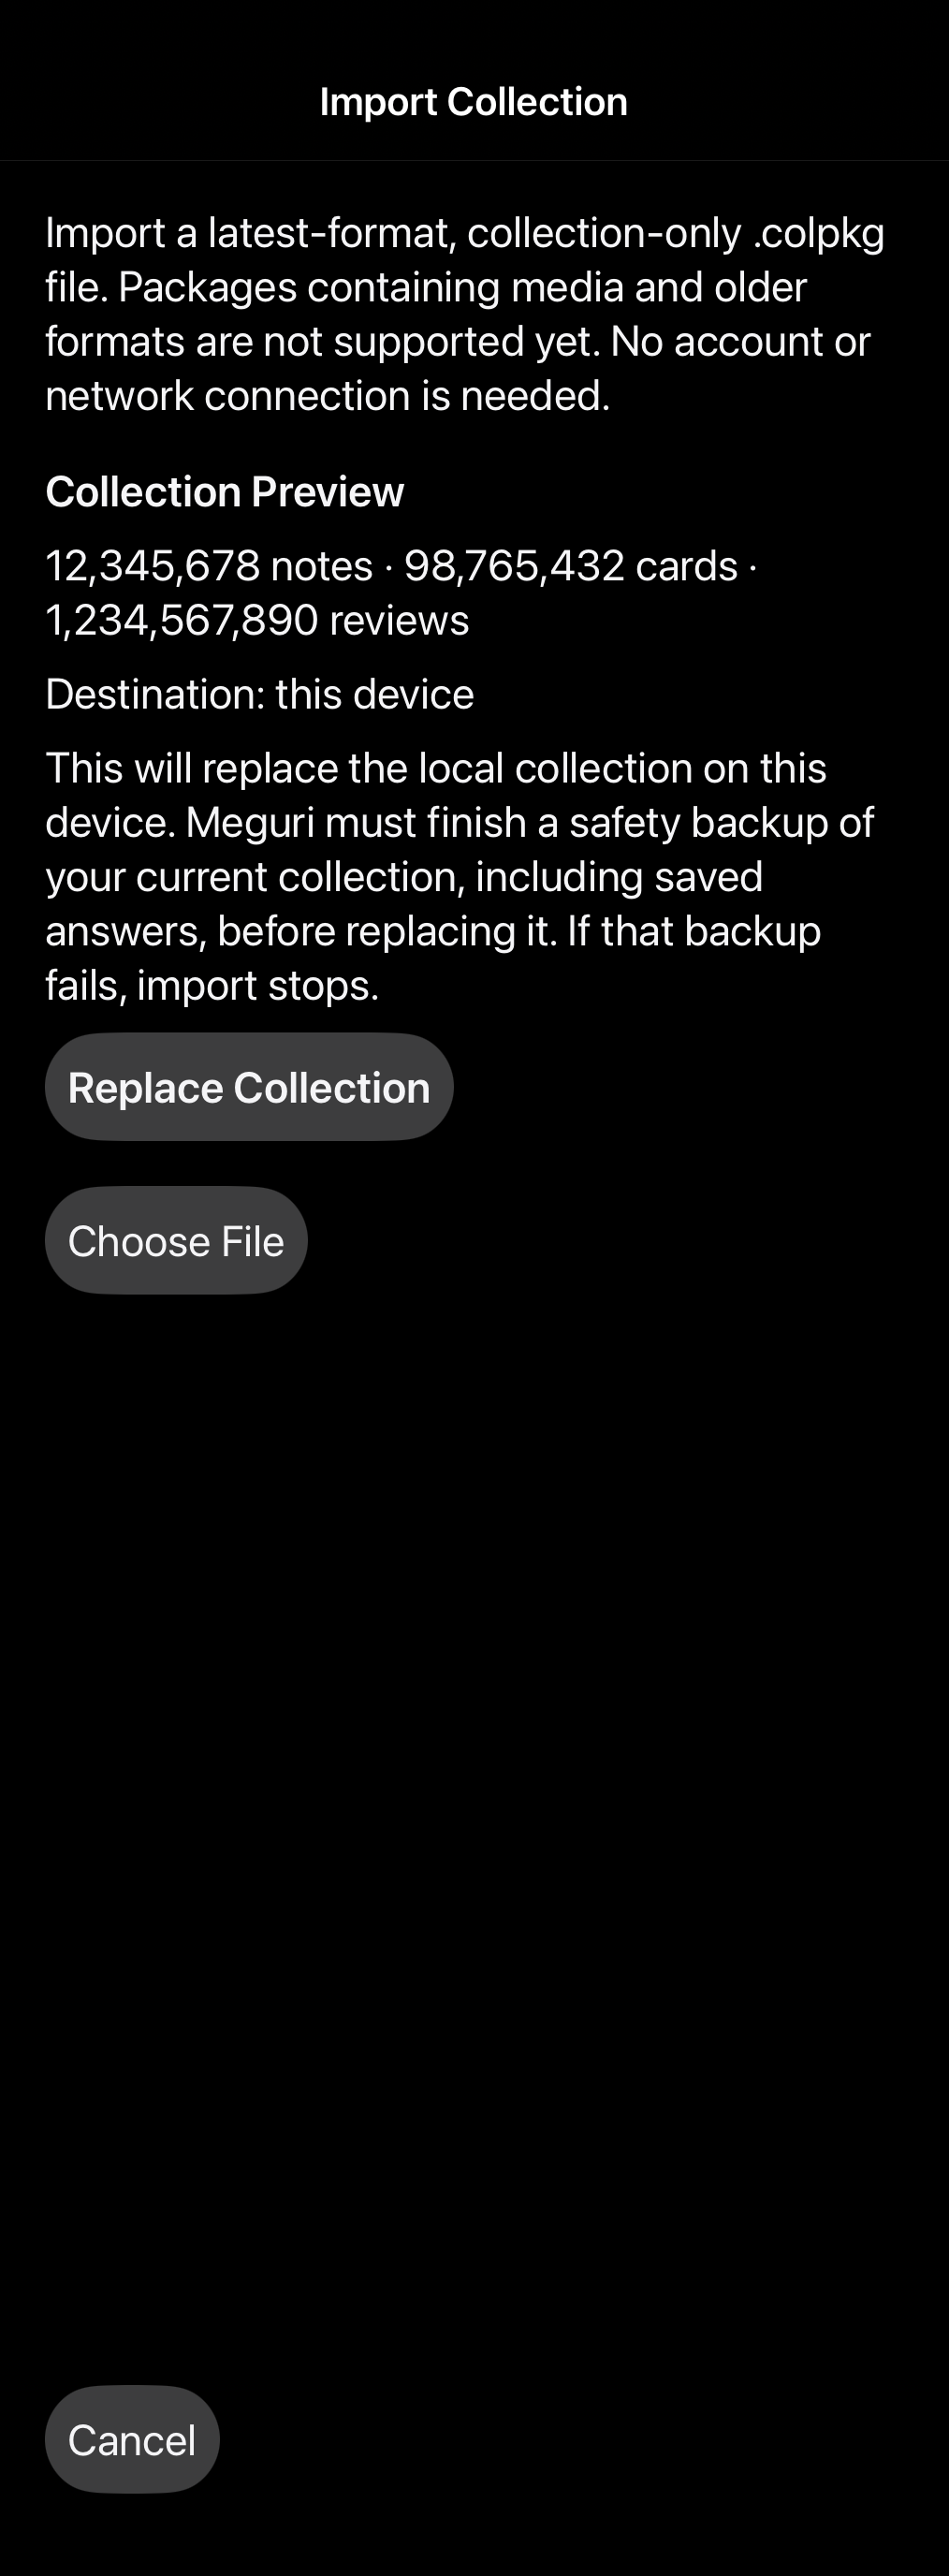 Import Collection
Import a latest-format, collection-only .colpkg
file. Packages containing media and older
formats are not supported yet. No account or
network connection is needed.
Collection Preview
12,345,678 notes · 98,765,432 cards ·
1,234,567,890 reviews
Destination: this device
This will replace the local collection on this
device. Meguri must finish a safety backup of
your current collection, including saved
answers, before replacing it. If that backup
fails, import stops.
Replace Collection
Choose File
Cancel